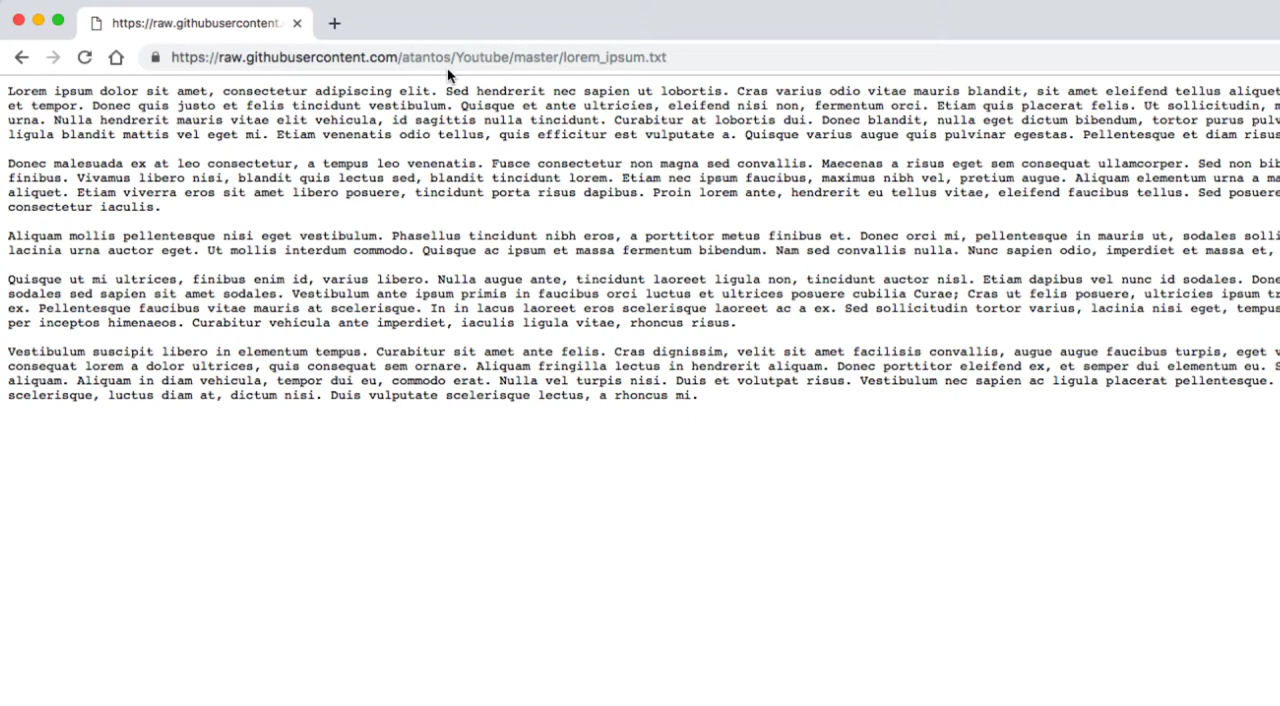 https://raw.githubusercontent.
https://raw.githubusercontent.com/atantos/Youtube/master/lorem_ipsum.txt
Lorem ipsum dolor sit amet, consectetur adipiscing elit. Sed hendrerit nec sapien ut lobortis. Cras varius odio vitae mauris blandit, sit amet eleifend tellus aliquet
et tempor. Donec quis justo et felis tincidunt vestibulum. Quisque et ante ultricies, eleifend nisi non, fermentum orci. Etiam quis placerat felis. Ut sollicitudin,
urna. Nulla hendrerit mauris vitae elit vehicula, id sagittis nulla tincidunt. Curabitur at lobortis dui. Donec blandit, nulla eget dictum bibendum, tortor purus
ligula blandit mattis vel eget mi. Etiam venenatis odio tellus, quis efficitur est vulputate a. Quisque varius augue quis pulvinar egestas. Pellentesque et diam
Donec malesuada ex at leo consectetur, a tempus leo venenatis. Fusce consectetur non magna sed convallis. Maecenas a risus eget sem consequat ullamcorper. Sed non
finibus. Vivamus libero nisi, blandit quis lectus sed, blandit tincidunt lorem. Etiam nec ipsum faucibus, maximus nibh vel, pretium augue. Aliquam elementum urna a
aliquet. Etiam viverra eros sit amet libero posuere, tincidunt porta risus dapibus. Proin lorem ante, hendrerit eu tellus vitae, eleifend faucibus tellus. Sed
consectetur iaculis.
Aliquam mollis pellentesque nisi eget vestibulum. Phasellus tincidunt nibh eros, a porttitor metus finibus et. Donec orci mi, pellentesque in mauris ut, sodales
lacinia urna auctor eget. Ut mollis interdum commodo. Quisque ac ipsum et massa fermentum bibendum. Nam sed convallis nulla. Nunc sapien odio, imperdiet et massa et,
Quisque ut mi ultrices, finibus enim id, varius libero. Nulla augue ante, tincidunt laoreet ligula non, tincidunt auctor nisl. Etiam dapibus vel nunc id sodales.
sodales sed sapien sit amet sodales. Vestibulum ante ipsum primis in faucibus orci luctus et ultrices posuere cubilia Curae; Cras ut felis posuere, ultricies ipsum
ex. Pellentesque faucibus vitae mauris at scelerisque. In in lacus laoreet eros scelerisque laoreet ac a ex. Sed sollicitudin tortor varius, lacinia nisi eget,
per inceptos himenaeos. Curabitur vehicula ante imperdiet, iaculis ligula vitae, rhoncus risus.
Vestibulum suscipit libero in elementum tempus. Curabitur sit amet ante felis. Cras dignissim, velit sit amet facilisis convallis, augue augue faucibus turpis, eget
consequat lorem a dolor ultrices, quis consequat sem ornare. Aliquam fringilla lectus in hendrerit aliquam. Donec porttitor eleifend ex, et semper dui elementum eu.
aliquam. Aliquam in diam vehicula, tempor dui eu, commodo erat. Nulla vel turpis nisi. Duis et volutpat risus. Vestibulum nec sapien ac ligula placerat pellentesque.
scelerisque, luctus diam at, dictum nisi. Duis vulputate scelerisque lectus, a rhoncus mi.